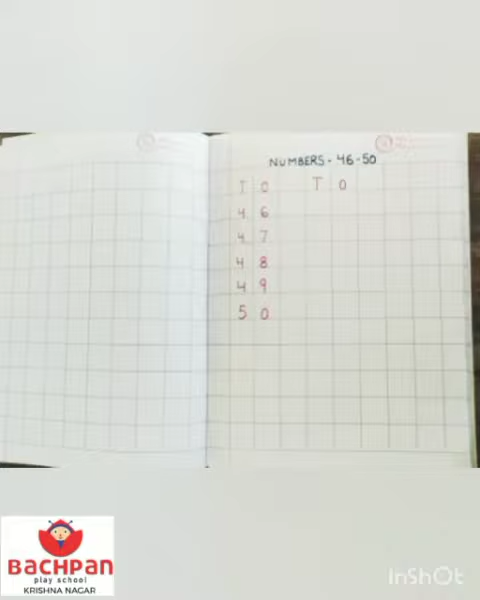 NUMBERS - 46-50
T O T O
4 6
4 7
4 8
4 9
5 0
BACHPAN
play school
KRISHNA NAGAR
InShOt